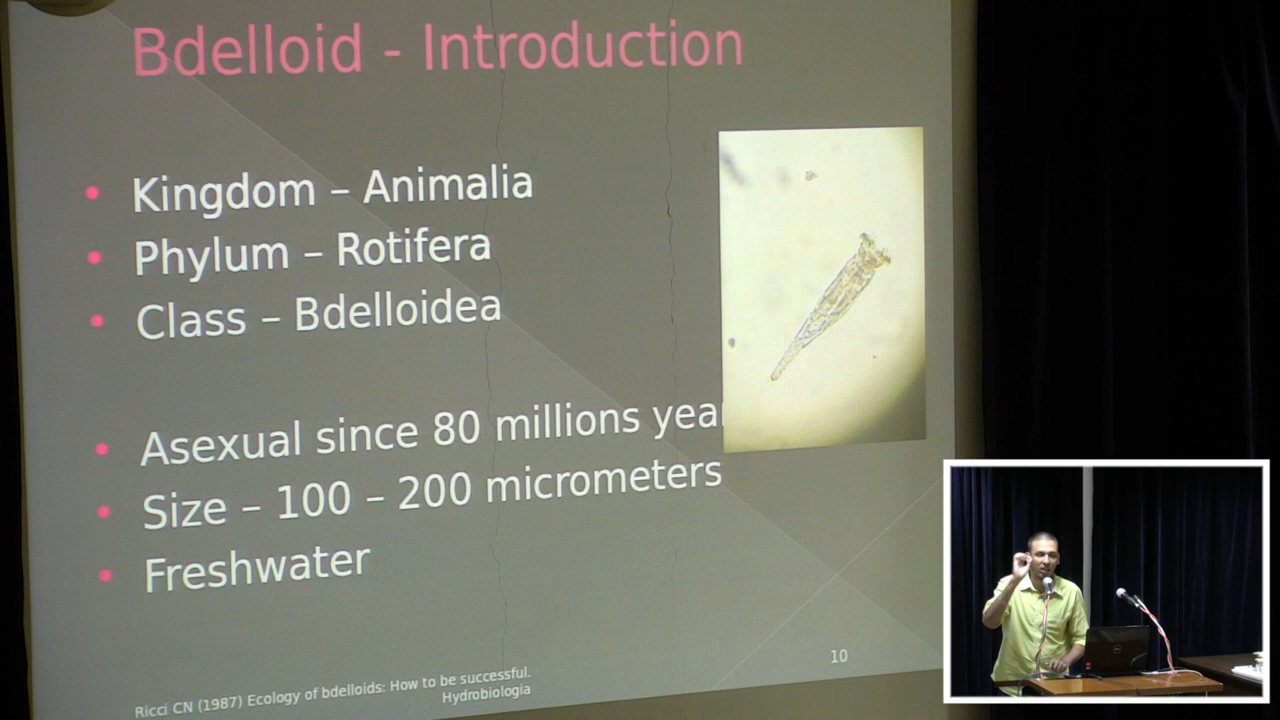 Bdelloid - Introduction
Kingdom – Animalia
Phylum – Rotifera
Class – Bdelloidea
Asexual since 80 millions year
Size – 100 – 200 micrometers
Freshwater
Ricci CN (1987) Ecology of bdelloids: How to be successful.
Hydrobiologia
10